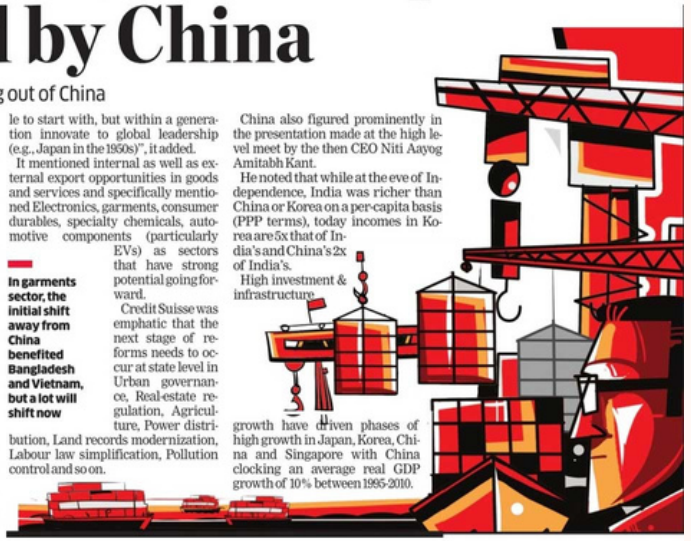 by China
out of China
le to start with, but within a genera-
tion innovate to global leadership
(e.g., Japan in the 1950s)", it added.
It mentioned internal as well as ex-
ternal export opportunities in goods
and services and specifically mentio-
ned Electronics, garments, consumer
durables, specialty chemicals, auto-
motive components (particularly
EVs) as sectors
that have strong
potential going for-
ward.
Credit Suisse was
emphatic that the
next stage of re-
forms needs to oc-
cur at state level in
Urban governan-
ce, Real-estate re-
gulation, Agricul-
ture, Power distri-
bution, Land records modernization,
Labour law simplification, Pollution
control and so on.
In garments
sector, the
initial shift
away from
China
benefited
Bangladesh
and Vietnam,
but a lot will
shift now
China also figured prominently in
the presentation made at the high le-
vel meet by the then CEO Niti Aayog
Amitabh Kant.
He noted that while at the eve of In-
dependence, India was richer than
China or Korea on a per-capita basis
(PPP terms), today incomes in Ko-
rea are 5x that of In-
dia's and China's 2x
of India's.
High investment &
infrastructure
growth have driven phases of
high growth in Japan, Korea, Chi-
na and Singapore with China
clocking an average real GDP
growth of 10% between 1995-2010.